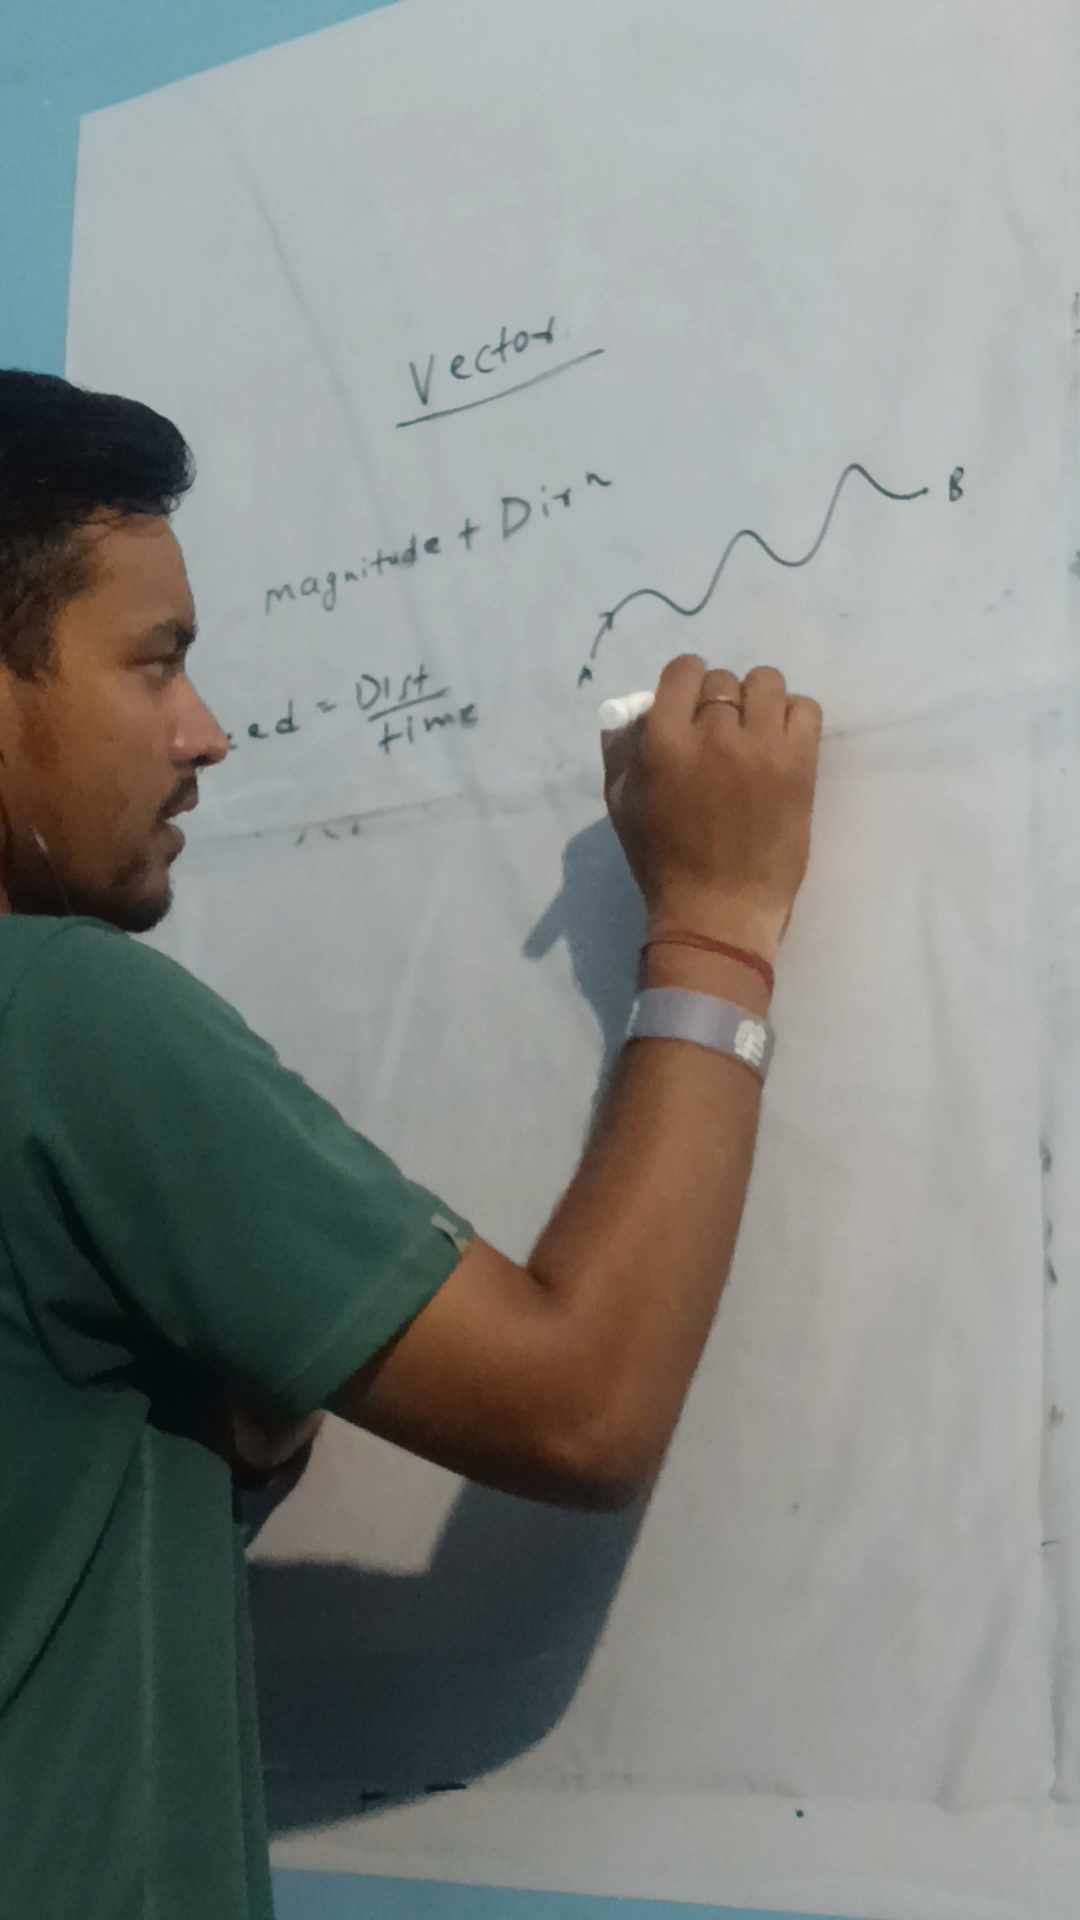 Vector
magnitude + Dirn
= Dist/time
A
B